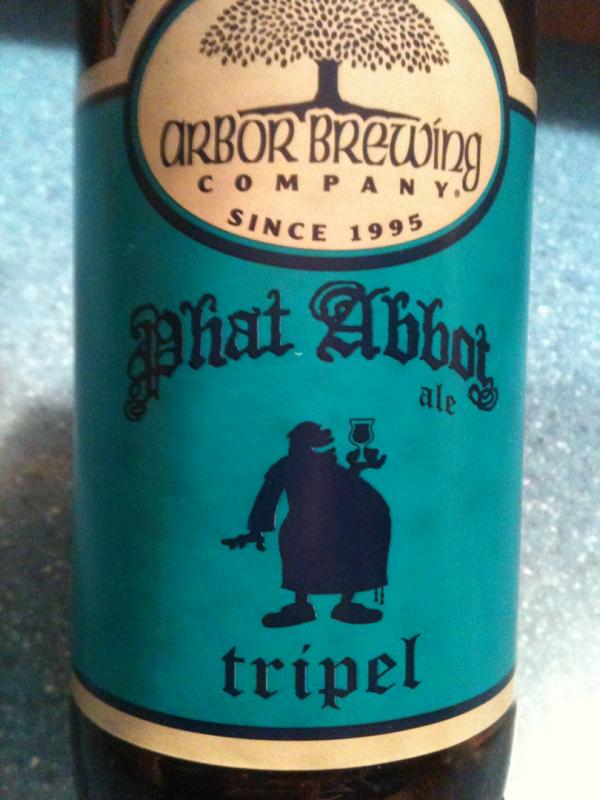 arBor Brewing
COMPANY®
SINCE 1995
Phat Abbot
ale
tripel